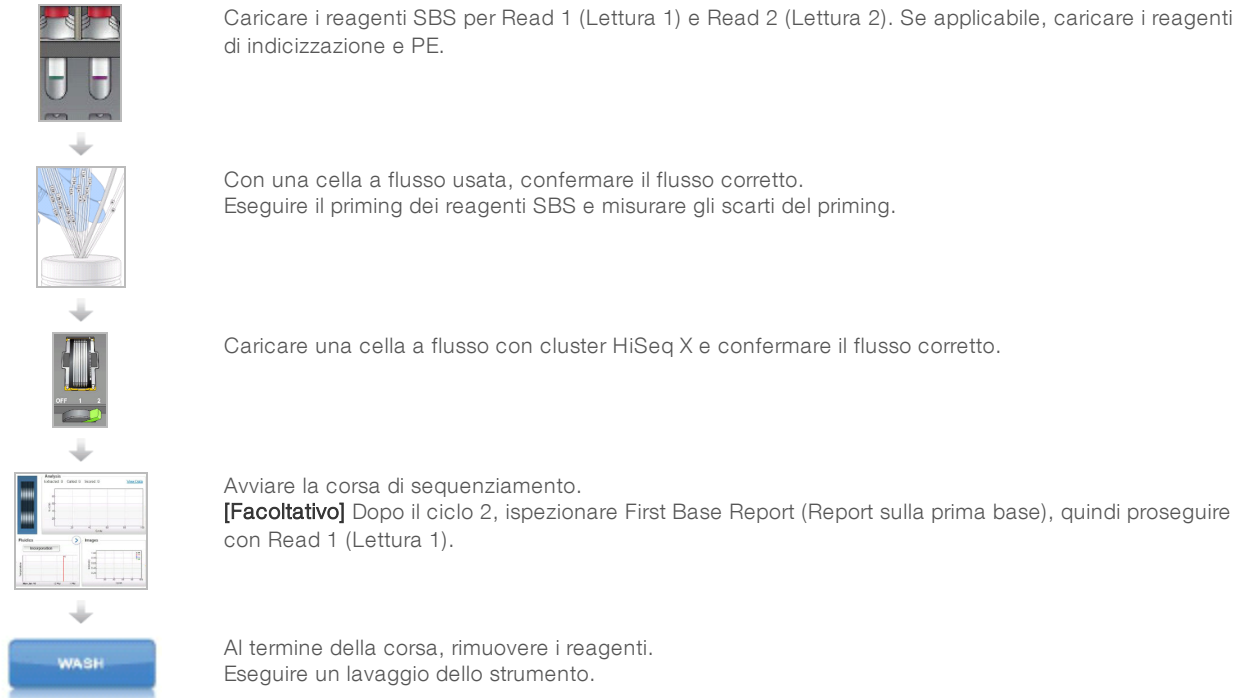 Caricare i reagenti SBS per Read 1 (Lettura 1) e Read 2 (Lettura 2). Se applicabile, caricare i reagenti
di indicizzazione e PE.
Con una cella a flusso usata, confermare il flusso corretto.
Eseguire il priming dei reagenti SBS e misurare gli scarti del priming.
OFF 1 2
Caricare una cella a flusso con cluster HiSeq X e confermare il flusso corretto.
Analysis
Images
Avviare la corsa di sequenziamento.
[Facoltativo] Dopo il ciclo 2, ispezionare First Base Report (Report sulla prima base), quindi proseguire
con Read 1 (Lettura 1).
WASH
Al termine della corsa, rimuovere i reagenti.
Eseguire un lavaggio dello strumento.